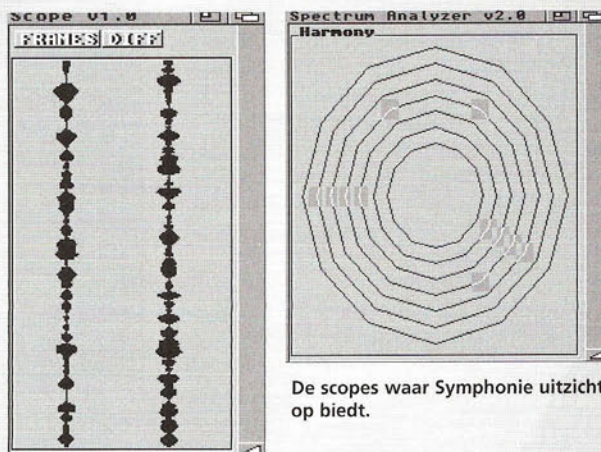 Scope v1.0
FRAMES DIFF
Spectrum Analyzer v2.0
Harmony
De scopes waar Symphonie uitzicht
op biedt.